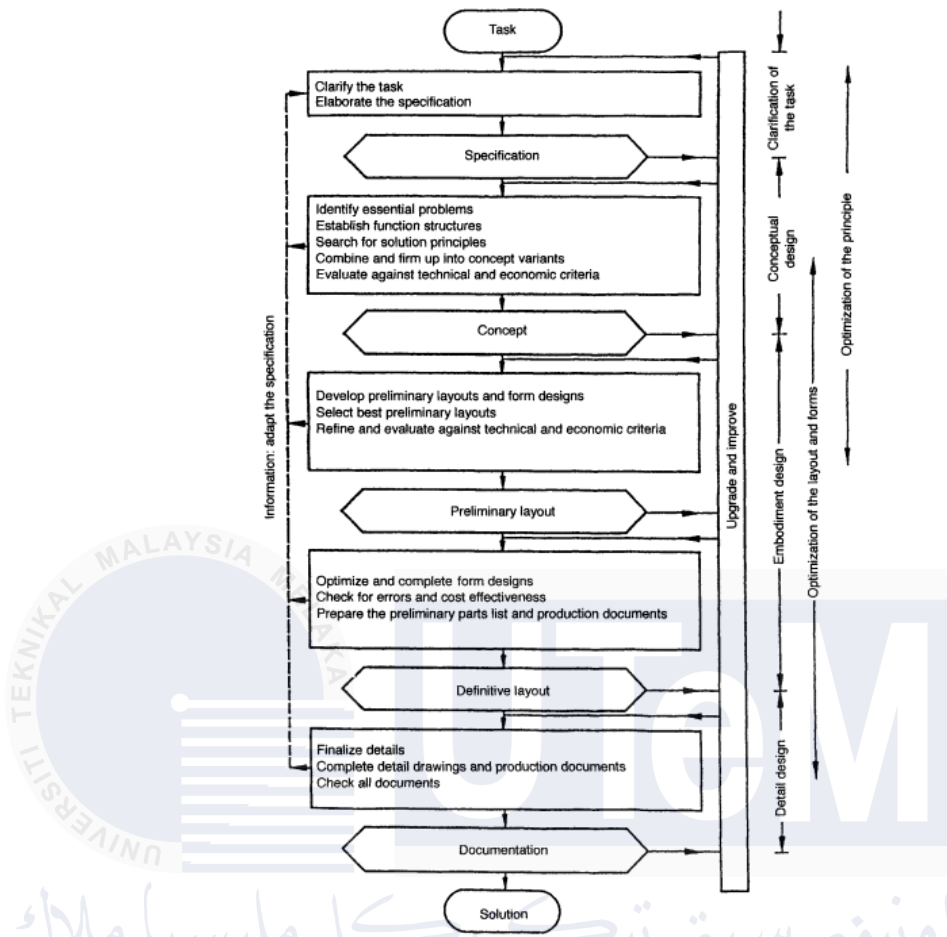 Task
Clarify the task
Elaborate the specification
Specification
Identify essential problems
Establish function structures
Search for solution principles
Combine and firm up into concept variants
Evaluate against technical and economic criteria
Concept
Develop preliminary layouts and form designs
Select best preliminary layouts
Refine and evaluate against technical and economic criteria
Preliminary layout
Optimize and complete form designs
Check for errors and cost effectiveness
Prepare the preliminary parts list and production documents
Definitive layout
Finalize details
Complete detail drawings and production documents
Check all documents
Documentation
Solution
Information: adapt the specification
Upgrade and improve
Clarification of
the task
Conceptual
design
Embodiment design
Detail design
Optimization of the layout and forms
Optimization of the principle
UNIVERSITI TEKNIKAL MALAYSIA MELAKA
UTeM